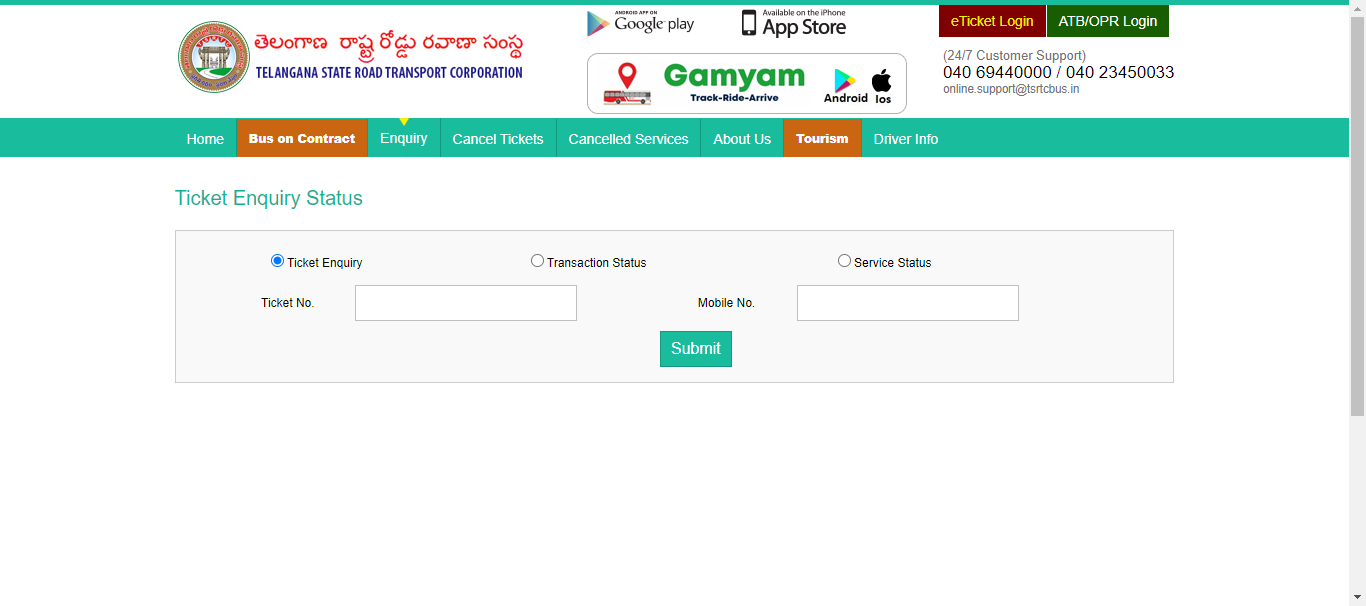 తెలంగాణ రాష్ట్ర రోడ్డు రవాణా సంస్థ
TELANGANA STATE ROAD TRANSPORT CORPORATION
ANDROID APP ON
Google play
Available on the iPhone
App Store
Gamyam
Track-Ride-Arrive
Android Ios
eTicket Login ATB/OPR Login
(24/7 Customer Support)
040 69440000 / 040 23450033
online.support@tsrtcbus.in
Home Bus on Contract Enquiry Cancel Tickets Cancelled Services About Us Tourism Driver Info
Ticket Enquiry Status
Ticket Enquiry Transaction Status Service Status
Ticket No. Mobile No.
Submit